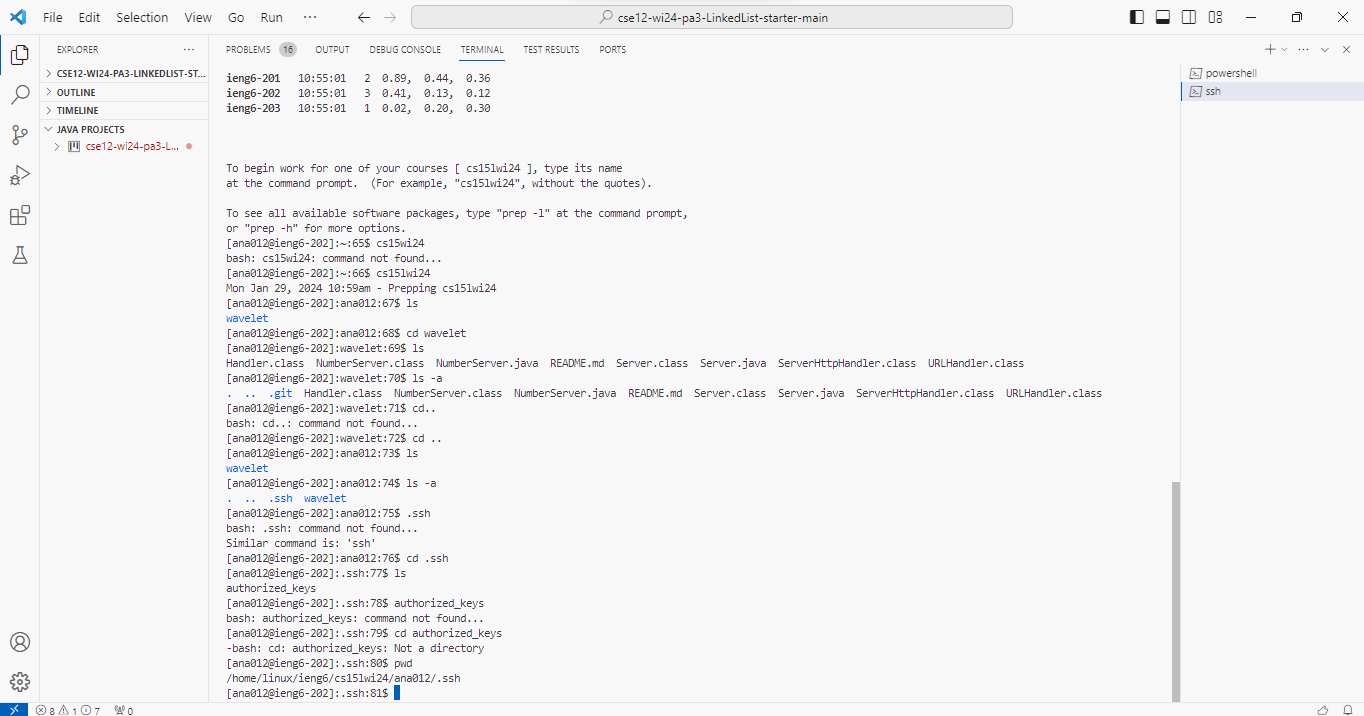 File Edit Selection View Go Run ···
cse12-wi24-pa3-LinkedList-starter-main
EXPLORER
CSE12-WI24-PA3-LINKEDLIST-ST...
OUTLINE
TIMELINE
JAVA PROJECTS
cse12-wi24-pa3-L...
PROBLEMS 16 OUTPUT DEBUG CONSOLE TERMINAL TEST RESULTS PORTS
ieng6-201 10:55:01 2 0.89, 0.44, 0.36
ieng6-202 10:55:01 3 0.41, 0.13, 0.12
ieng6-203 10:55:01 1 0.02, 0.20, 0.30
To begin work for one of your courses [ cs15lwi24 ], type its name
at the command prompt. (For example, "cs15lwi24", without the quotes).
To see all available software packages, type "prep -l" at the command prompt,
or "prep -h" for more options.
[ana012@ieng6-202]:~:65$ cs15wi24
bash: cs15wi24: command not found...
[ana012@ieng6-202]:~:66$ cs15lwi24
Mon Jan 29, 2024 10:59am - Prepping cs15lwi24
[ana012@ieng6-202]:ana012:67$ ls
wavelet
[ana012@ieng6-202]:ana012:68$ cd wavelet
[ana012@ieng6-202]:wavelet:69$ ls
Handler.class NumberServer.class NumberServer.java README.md Server.class Server.java ServerHttpHandler.class URLHandler.class
[ana012@ieng6-202]:wavelet:70$ ls -a
. .. .git Handler.class NumberServer.class NumberServer.java README.md Server.class Server.java ServerHttpHandler.class URLHandler.class
[ana012@ieng6-202]:wavelet:71$ cd..
bash: cd..: command not found...
[ana012@ieng6-202]:wavelet:72$ cd ..
[ana012@ieng6-202]:ana012:73$ ls
wavelet
[ana012@ieng6-202]:ana012:74$ ls -a
. .. .ssh wavelet
[ana012@ieng6-202]:ana012:75$ .ssh
bash: .ssh: command not found...
Similar command is: 'ssh'
[ana012@ieng6-202]:ana012:76$ cd .ssh
[ana012@ieng6-202]:.ssh:77$ ls
authorized_keys
[ana012@ieng6-202]:.ssh:78$ authorized_keys
bash: authorized_keys: command not found...
[ana012@ieng6-202]:.ssh:79$ cd authorized_keys
-bash: cd: authorized_keys: Not a directory
[ana012@ieng6-202]:.ssh:80$ pwd
/home/linux/ieng6/cs15lwi24/ana012/.ssh
[ana012@ieng6-202]:.ssh:81$
powershell
ssh
8 1 7 0